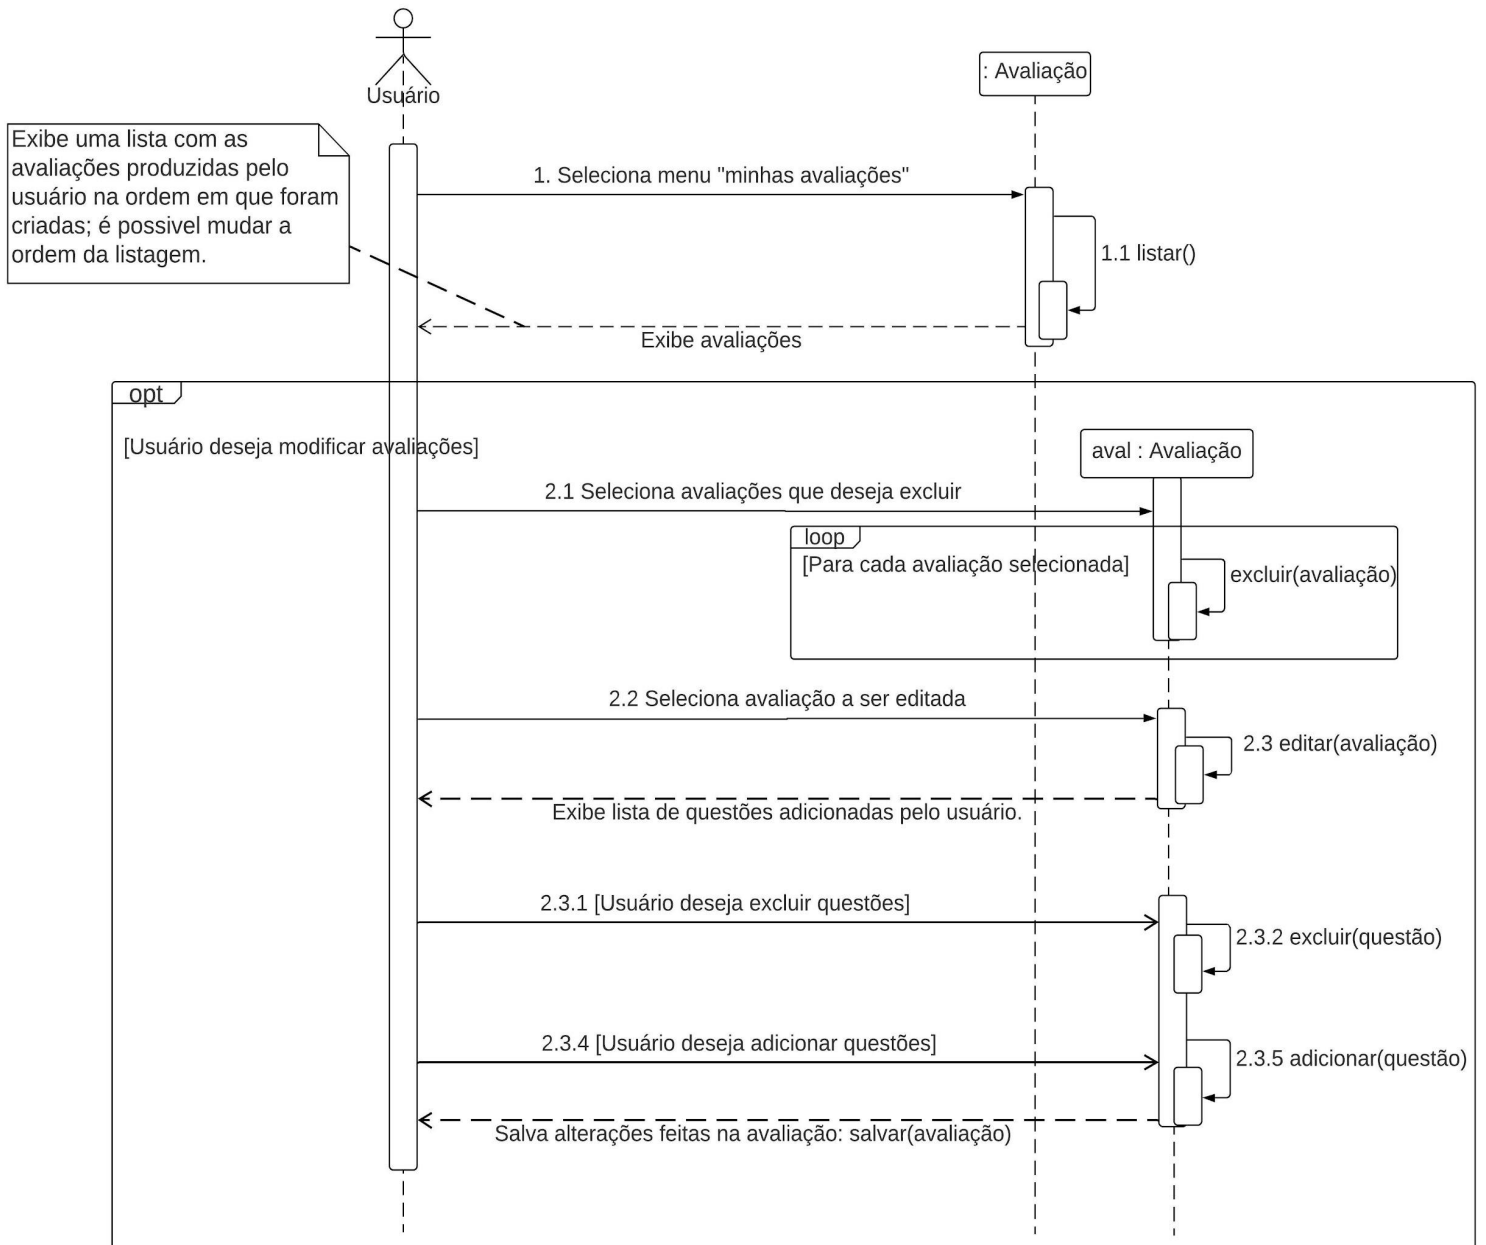 Usuário
: Avaliação
Exibe uma lista com as
avaliações produzidas pelo
usuário na ordem em que foram
criadas; é possivel mudar a
ordem da listagem.
1. Seleciona menu "minhas avaliações"
1.1 listar()
Exibe avaliações
opt
[Usuário deseja modificar avaliações]
aval : Avaliação
2.1 Seleciona avaliações que deseja excluir
loop
[Para cada avaliação selecionada]
excluir(avaliação)
2.2 Seleciona avaliação a ser editada
2.3 editar(avaliação)
Exibe lista de questões adicionadas pelo usuário.
2.3.1 [Usuário deseja excluir questões]
2.3.2 excluir(questão)
2.3.4 [Usuário deseja adicionar questões]
2.3.5 adicionar(questão)
Salva alterações feitas na avaliação: salvar(avaliação)